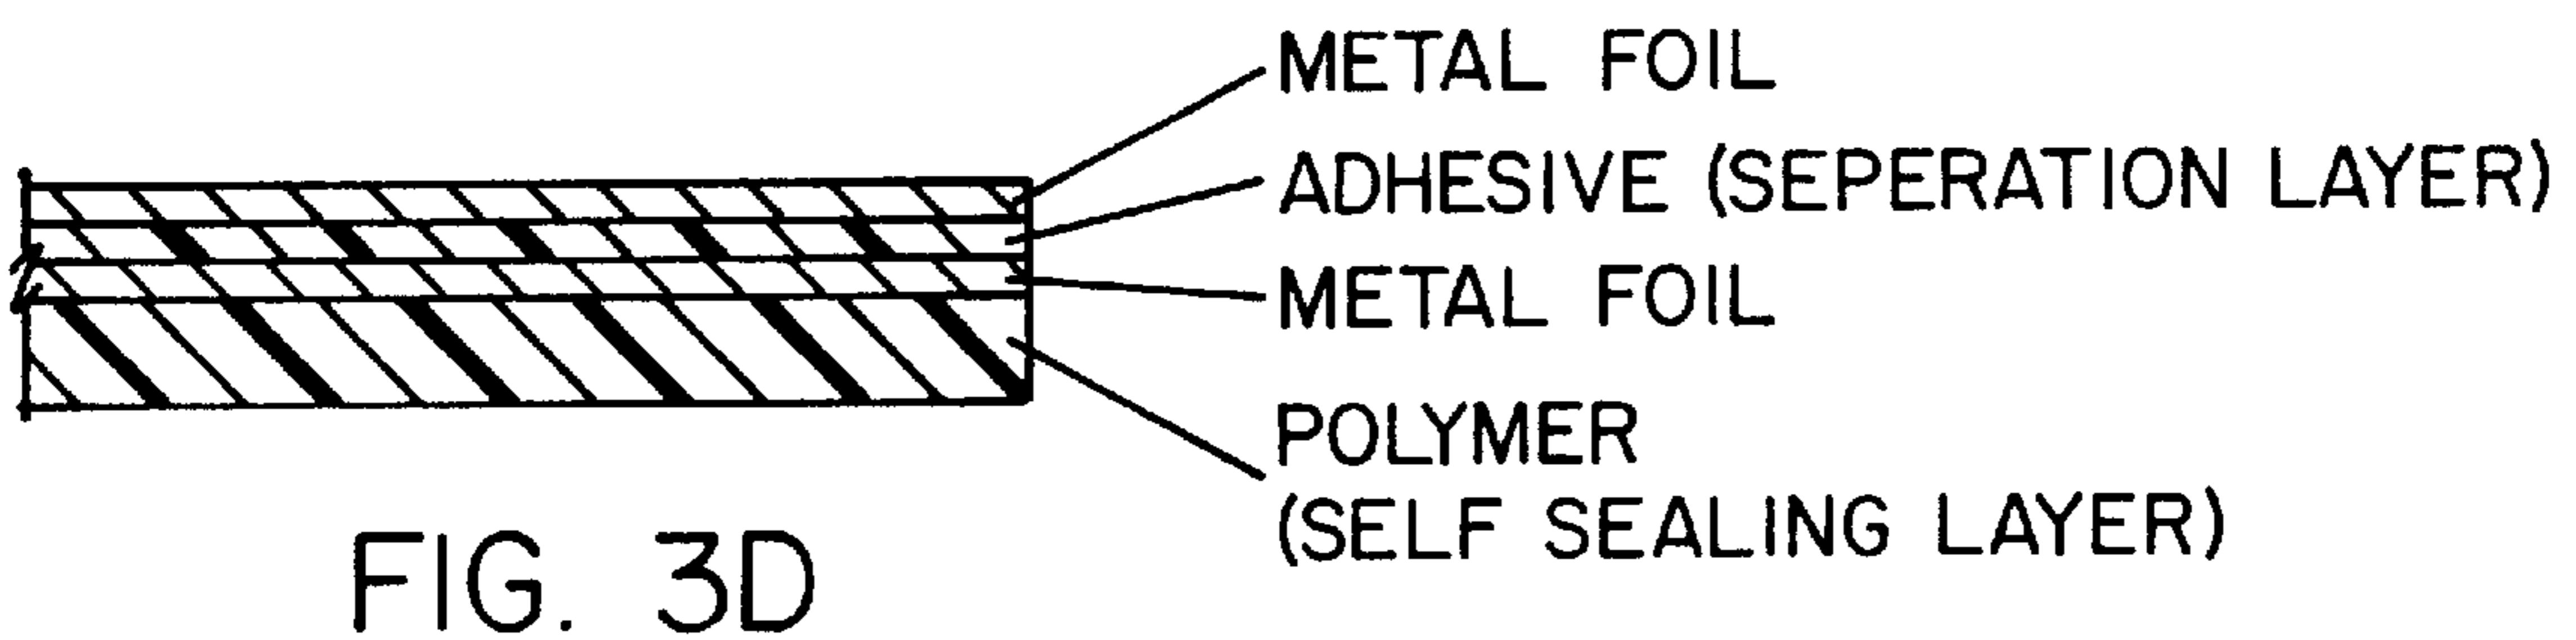 METAL FOIL
ADHESIVE (SEPERATION LAYER)
METAL FOIL
POLYMER
(SELF SEALING LAYER)
FIG. 3D